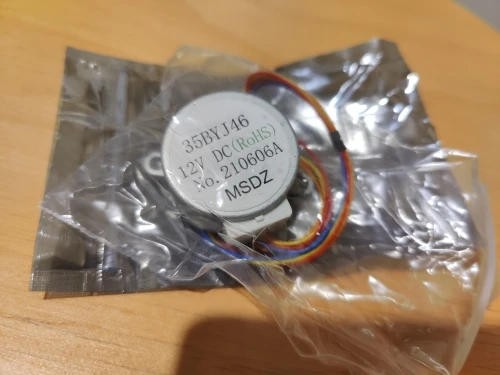 35BYJ46
12V DC(RoHS)
No.210606A
MSDZ